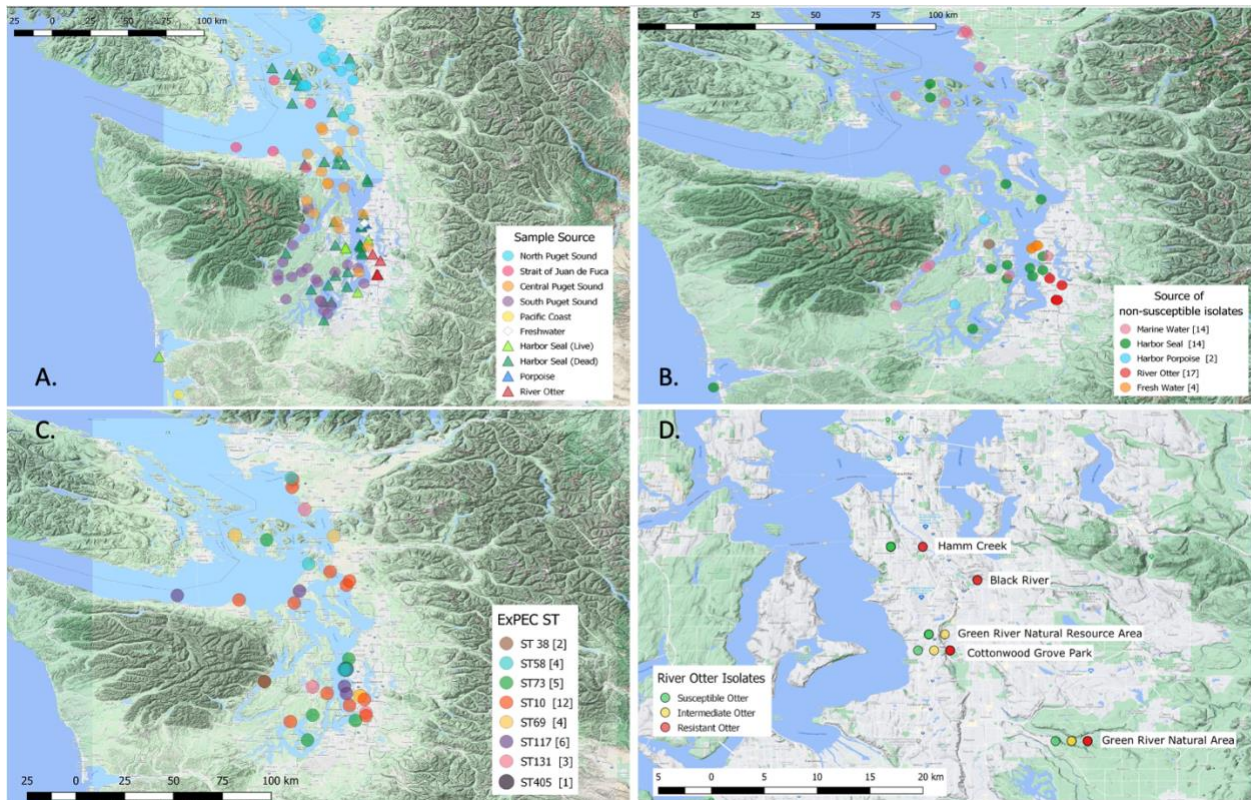 25 0 25 50 75 100 km
A.
Sample Source
North Puget Sound
Strait of Juan de Fuca
Central Puget Sound
South Puget Sound
Pacific Coast
Freshwater
Harbor Seal (Live)
Harbor Seal (Dead)
Porpoise
River Otter
25 0 25 50 75 100 km
B.
Source of
non-susceptible isolates
Marine Water [14]
Harbor Seal [14]
Harbor Porpoise [2]
River Otter [17]
Fresh Water [4]
C.
ExPEC ST
ST 38 [2]
ST58 [4]
ST73 [5]
ST10 [12]
ST69 [4]
ST117 [6]
ST131 [3]
ST405 [1]
25 0 25 50 75 100 km
D.
Hamm Creek
Black River
Green River Natural Resource Area
Cottonwood Grove Park
River Otter Isolates
Susceptible Otter
Intermediate Otter
Resistant Otter
Green River Natural Area
5 0 5 10 15 20 km